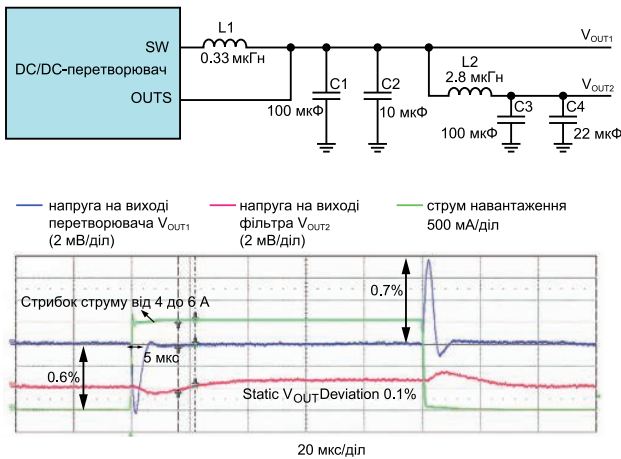 SW
DC/DC-перетворювач
OUTS
L1
0.33 мкГн
VOUT1
C1
100 мкФ
C2
10 мкФ
L2
2.8 мкГн
VOUT2
C3
100 мкФ
C4
22 мкФ
напруга на виході
перетворювача VOUT1
(2 мВ/діл)
напруга на виході
фільтра VOUT2
(2 мВ/діл)
струм навантаження
500 мА/діл
Стрибок струму від 4 до 6 А
0.7%
5 мкс
0.6%
Static VOUTDeviation 0.1%
20 мкс/діл